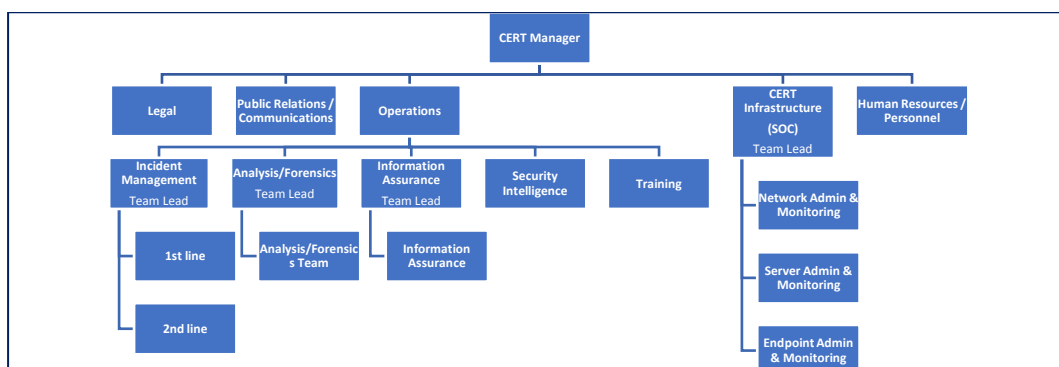 CERT Manager
Legal
Public Relations /
Communications
Operations
CERT
Infrastructure
(SOC)
Team Lead
Human Resources /
Personnel
Incident
Management
Team Lead
Analysis/Forensics
Team Lead
Information
Assurance
Team Lead
Security
Intelligence
Training
Network Admin &
Monitoring
1st line
Analysis/Forensic
s Team
Information
Assurance
Server Admin &
Monitoring
2nd line
Endpoint Admin
& Monitoring